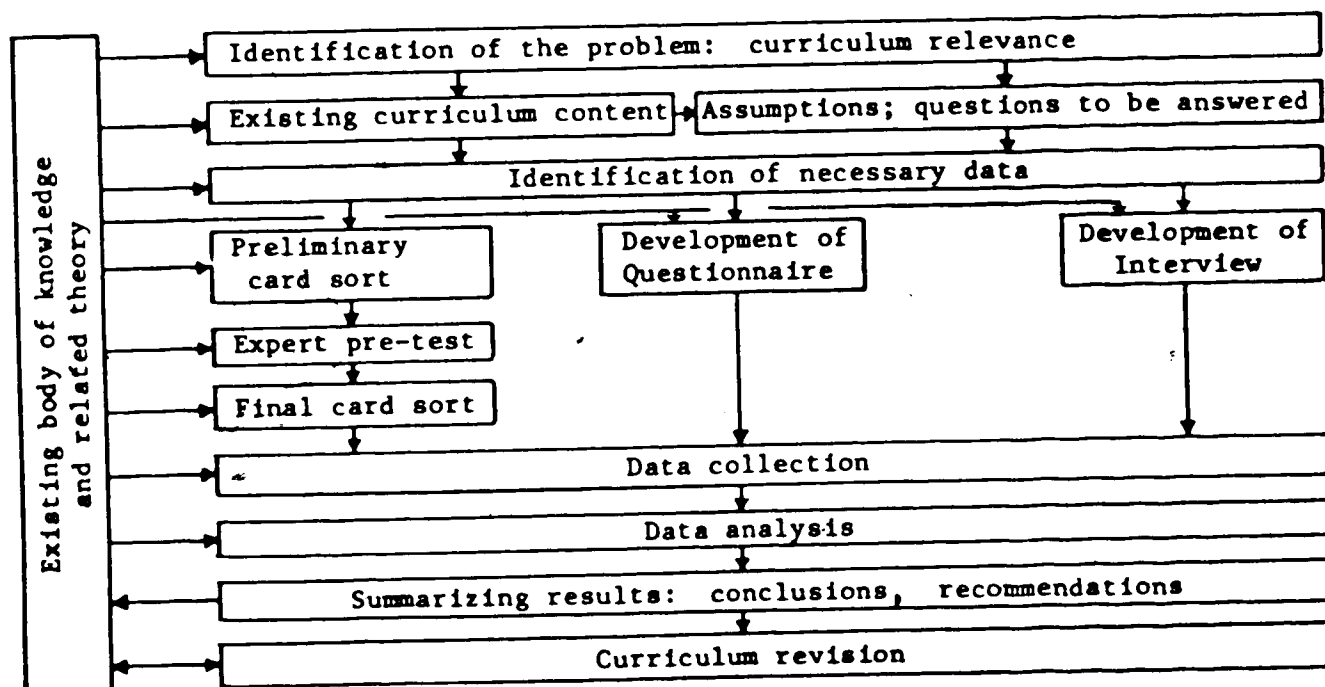 Existing body of knowledge
and related theory
Identification of the problem: curriculum relevance
Existing curriculum content
Assumptions; questions to be answered
Identification of necessary data
Preliminary
card sort
Development of
Questionnaire
Development of
Interview
Expert pre-test
Final card sort
Data collection
Data analysis
Summarizing results: conclusions, recommendations
Curriculum revision